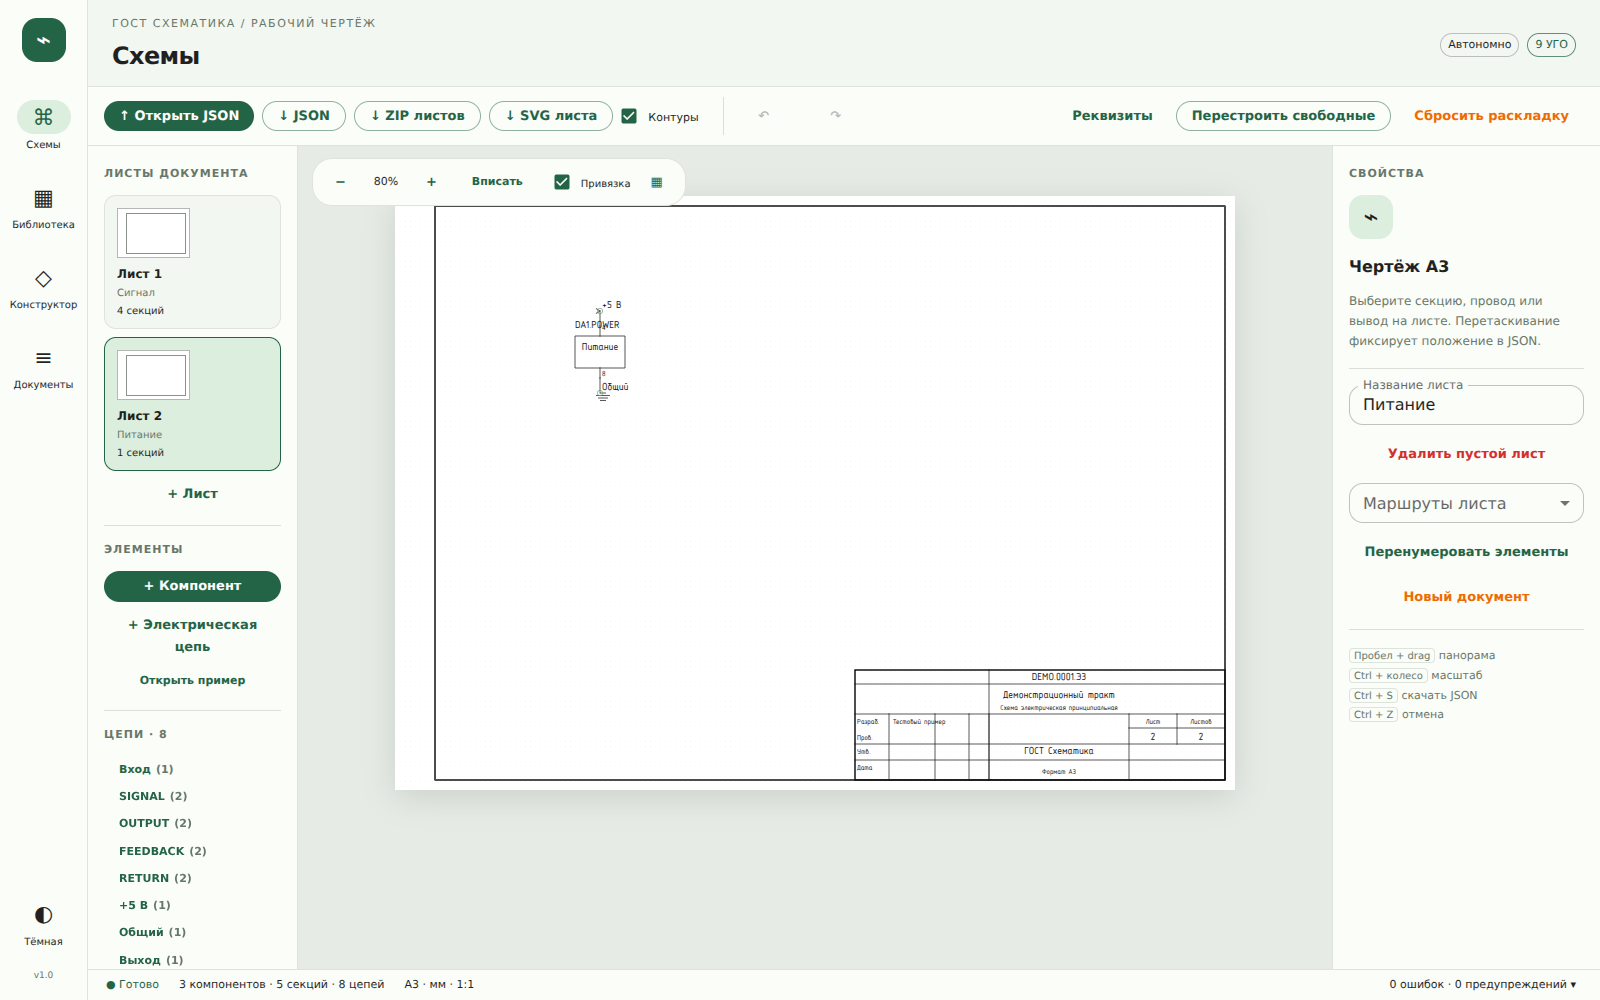 ГОСТ СХЕМАТИКА / РАБОЧИЙ ЧЕРТЁЖ
Схемы
Автономно
9 УГО
Схемы
Библиотека
Конструктор
Документы
Тёмная
v1.0
↑ Открыть JSON
↓ JSON
↓ ZIP листов
↓ SVG листа
Контуры
Реквизиты
Перестроить свободные
Сбросить раскладку
ЛИСТЫ ДОКУМЕНТА
Лист 1
Сигнал
4 секций
Лист 2
Питание
1 секций
+ Лист
ЭЛЕМЕНТЫ
+ Компонент
+ Электрическая
цепь
Открыть пример
ЦЕПИ · 8
Вход (1)
SIGNAL (2)
OUTPUT (2)
FEEDBACK (2)
RETURN (2)
+5 В (1)
Общий (1)
Выход (1)
− 80% +
Вписать
Привязка
+5 В
DA1.POWER
Питание
8
Общий
DEMO.0001.ЭЗ
Демонстрационный тракт
Схема электрическая принципиальная
Разраб.
Тестовый пример
Лист
Листов
Пров.
2
2
Утв.
ГОСТ Схематика
Дата
Формат А3
СВОЙСТВА
Чертёж А3
Выберите секцию, провод или
вывод на листе. Перетаскивание
фиксирует положение в JSON.
Название листа
Питание
Удалить пустой лист
Маршруты листа
Перенумеровать элементы
Новый документ
Пробел + drag панорама
Ctrl + колесо масштаб
Ctrl + S скачать JSON
Ctrl + Z отмена
● Готово
3 компонентов · 5 секций · 8 цепей
А3 · мм · 1:1
0 ошибок · 0 предупреждений ▾